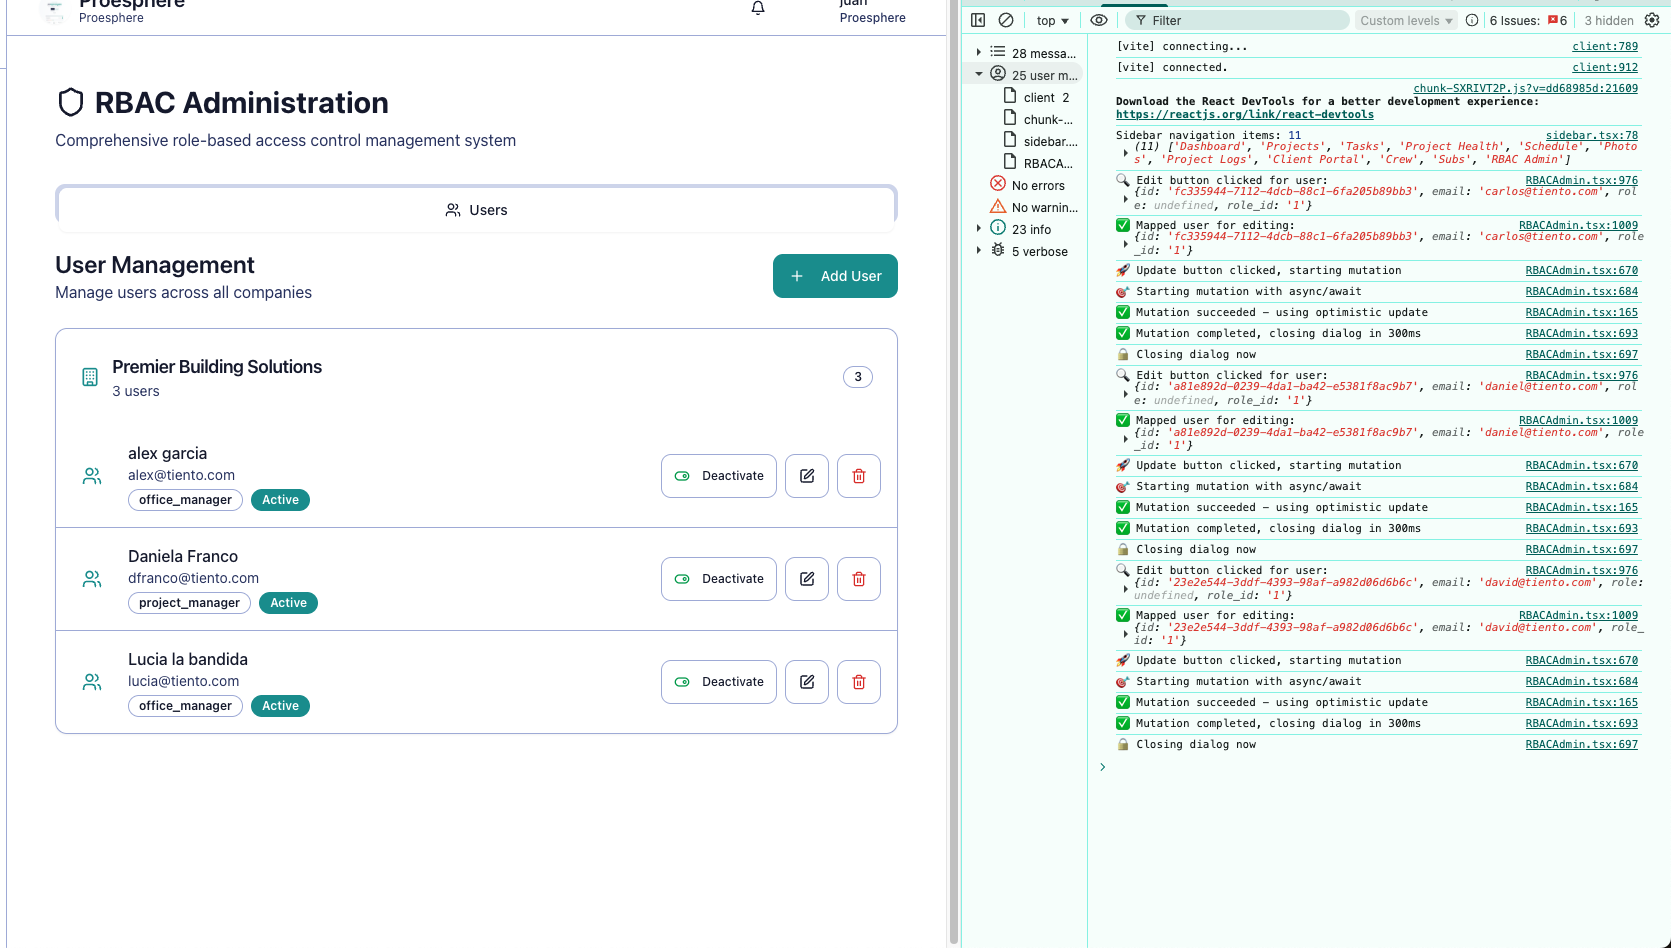 Proesphere
Proesphere
juan
Proesphere
RBAC Administration
Comprehensive role-based access control management system
Users
User Management
Manage users across all companies
+ Add User
Premier Building Solutions
3 users
3
alex garcia
alex@tiento.com
office_manager Active
Deactivate
Daniela Franco
dfranco@tiento.com
project_manager Active
Deactivate
Lucia la bandida
lucia@tiento.com
office_manager Active
Deactivate
top
Filter
Custom levels
6 Issues: 6
3 hidden
28 messa...
25 user m...
client 2
chunk-...
sidebar....
RBACA...
No errors
No warnin...
23 info
5 verbose
[vite] connecting... client:789
[vite] connected. client:912
chunk-SXRIVT2P.js?v=dd68985d:21609
Download the React DevTools for a better development experience:
https://reactjs.org/link/react-devtools
Sidebar navigation items: 11 sidebar.tsx:78
(11) ['Dashboard', 'Projects', 'Tasks', 'Project Health', 'Schedule', 'Photo
s', 'Project Logs', 'Client Portal', 'Crew', 'Subs', 'RBAC Admin']
🔍 Edit button clicked for user: RBACAdmin.tsx:976
{id: 'fc335944-7112-4dcb-88c1-6fa205b89bb3', email: 'carlos@tiento.com', rol
e: undefined, role_id: '1'}
✅ Mapped user for editing: RBACAdmin.tsx:1009
{id: 'fc335944-7112-4dcb-88c1-6fa205b89bb3', email: 'carlos@tiento.com', role
_id: '1'}
🚀 Update button clicked, starting mutation RBACAdmin.tsx:670
🎯 Starting mutation with async/await RBACAdmin.tsx:684
✅ Mutation succeeded – using optimistic update RBACAdmin.tsx:165
✅ Mutation completed, closing dialog in 300ms RBACAdmin.tsx:693
🔒 Closing dialog now RBACAdmin.tsx:697
🔍 Edit button clicked for user: RBACAdmin.tsx:976
{id: 'a81e892d-0239-4da1-ba42-e5381f8ac9b7', email: 'daniel@tiento.com', rol
e: undefined, role_id: '1'}
✅ Mapped user for editing: RBACAdmin.tsx:1009
{id: 'a81e892d-0239-4da1-ba42-e5381f8ac9b7', email: 'daniel@tiento.com', role
_id: '1'}
🚀 Update button clicked, starting mutation RBACAdmin.tsx:670
🎯 Starting mutation with async/await RBACAdmin.tsx:684
✅ Mutation succeeded – using optimistic update RBACAdmin.tsx:165
✅ Mutation completed, closing dialog in 300ms RBACAdmin.tsx:693
🔒 Closing dialog now RBACAdmin.tsx:697
🔍 Edit button clicked for user: RBACAdmin.tsx:976
{id: '23e2e544-3ddf-4393-98af-a982d06d6b6c', email: 'david@tiento.com', role:
undefined, role_id: '1'}
✅ Mapped user for editing: RBACAdmin.tsx:1009
{id: '23e2e544-3ddf-4393-98af-a982d06d6b6c', email: 'david@tiento.com', role_
id: '1'}
🚀 Update button clicked, starting mutation RBACAdmin.tsx:670
🎯 Starting mutation with async/await RBACAdmin.tsx:684
✅ Mutation succeeded – using optimistic update RBACAdmin.tsx:165
✅ Mutation completed, closing dialog in 300ms RBACAdmin.tsx:693
🔒 Closing dialog now RBACAdmin.tsx:697